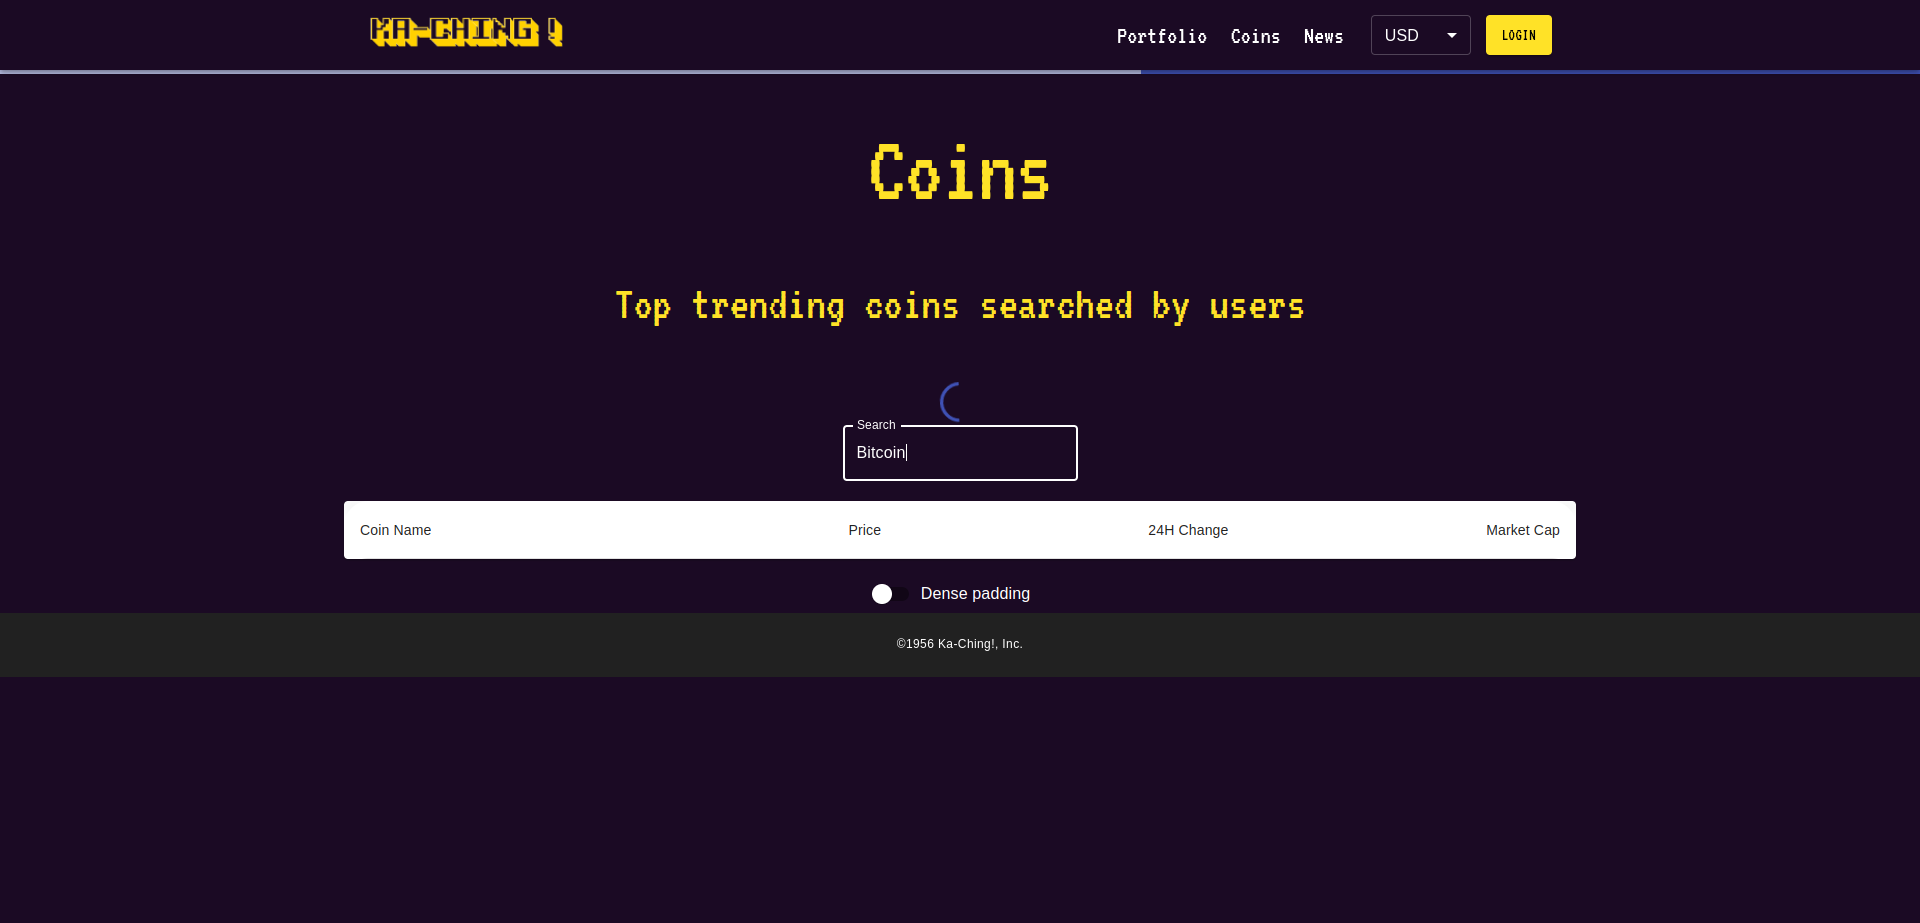 KA-CHING !
Portfolio Coins News USD LOGIN
Coins
Top trending coins searched by users
Search
Bitcoin
Coin Name Price 24H Change Market Cap
Dense padding
©1956 Ka-Ching!, Inc.